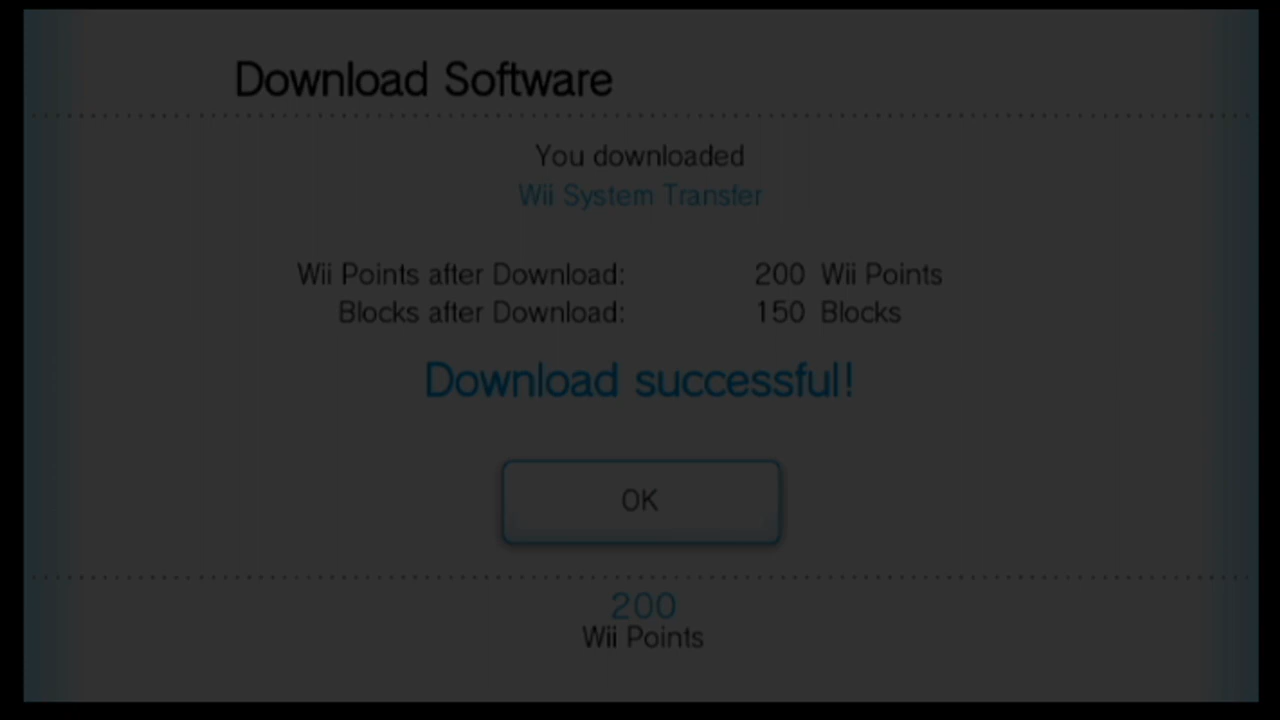 Download Software
You downloaded
Wii System Transfer
Wii Points after Download: 200 Wii Points
Blocks after Download: 150 Blocks
Download successful!
OK
200
Wii Points